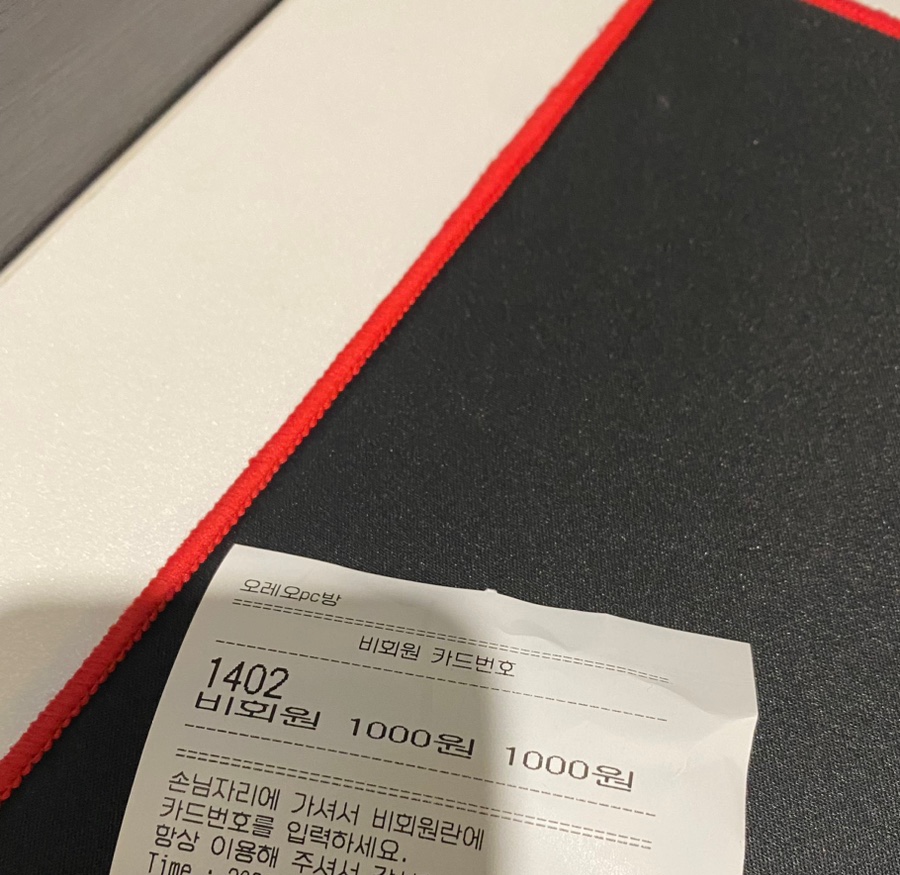 오레오pc방
비회원 카드번호
1402
비회원 1000원 1000원
손님자리에 가셔서 비회원란에
카드번호를 입력하세요.
항상 이용해 주셔서
Time :